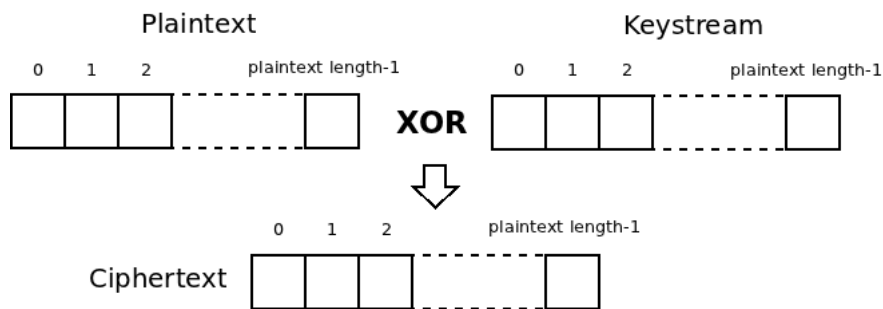 Plaintext
Keystream
0 1 2 plaintext length-1
0 1 2 plaintext length-1
XOR
0 1 2 plaintext length-1
Ciphertext